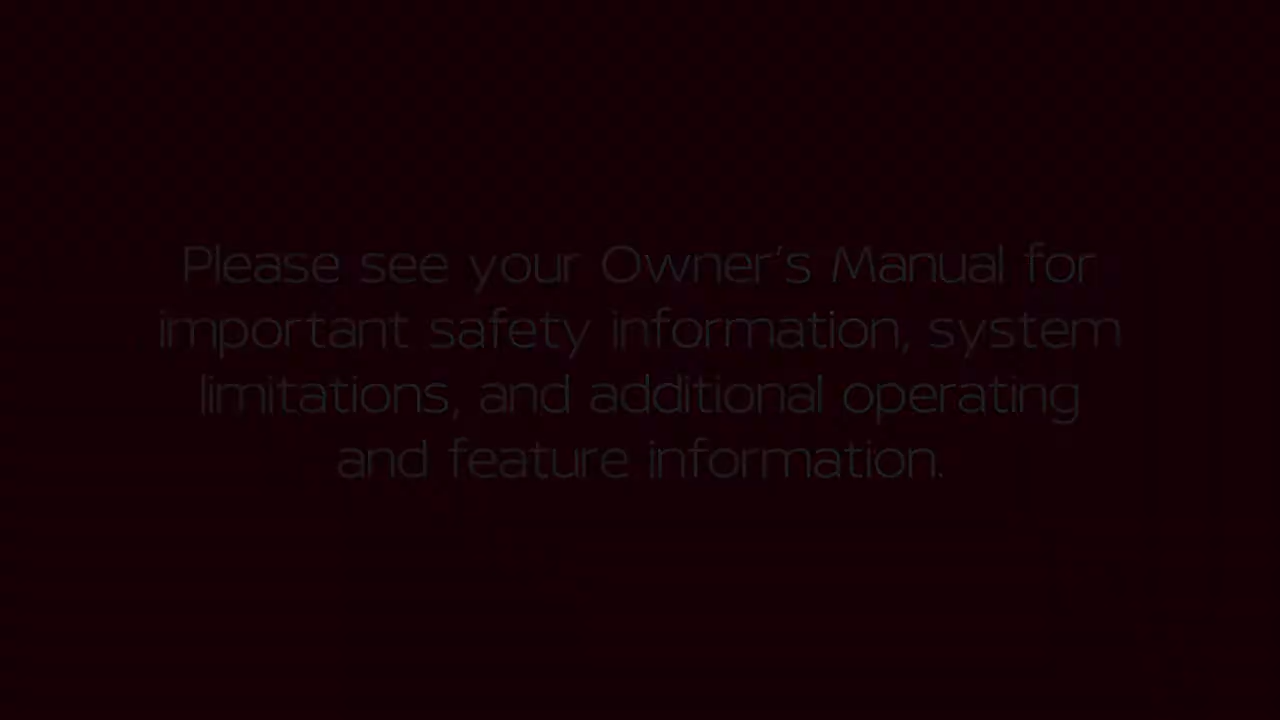 Please see your Owner's Manual for
important safety information, system
limitations, and additional operating
and feature information.